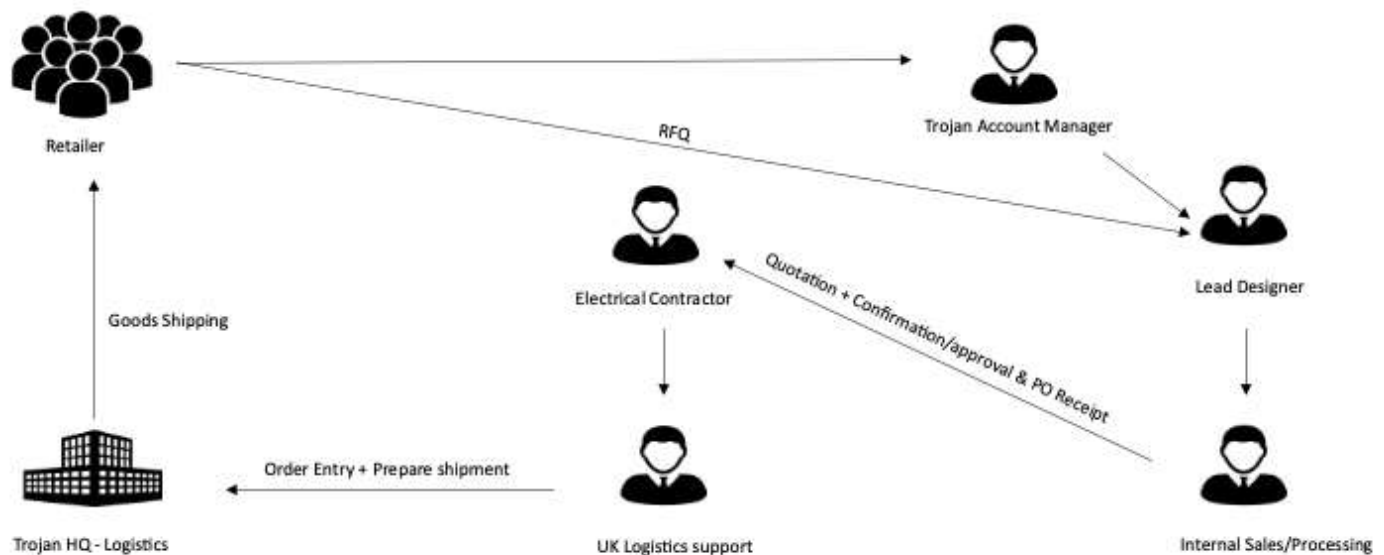 Trojan Account Manager
Retailer
RFQ
Electrical Contractor
Quotation + Confirmation/approval & PO Receipt
Lead Designer
Goods Shipping
Order Entry + Prepare shipment
Trojan HQ - Logistics
UK Logistics support
Internal Sales/Processing